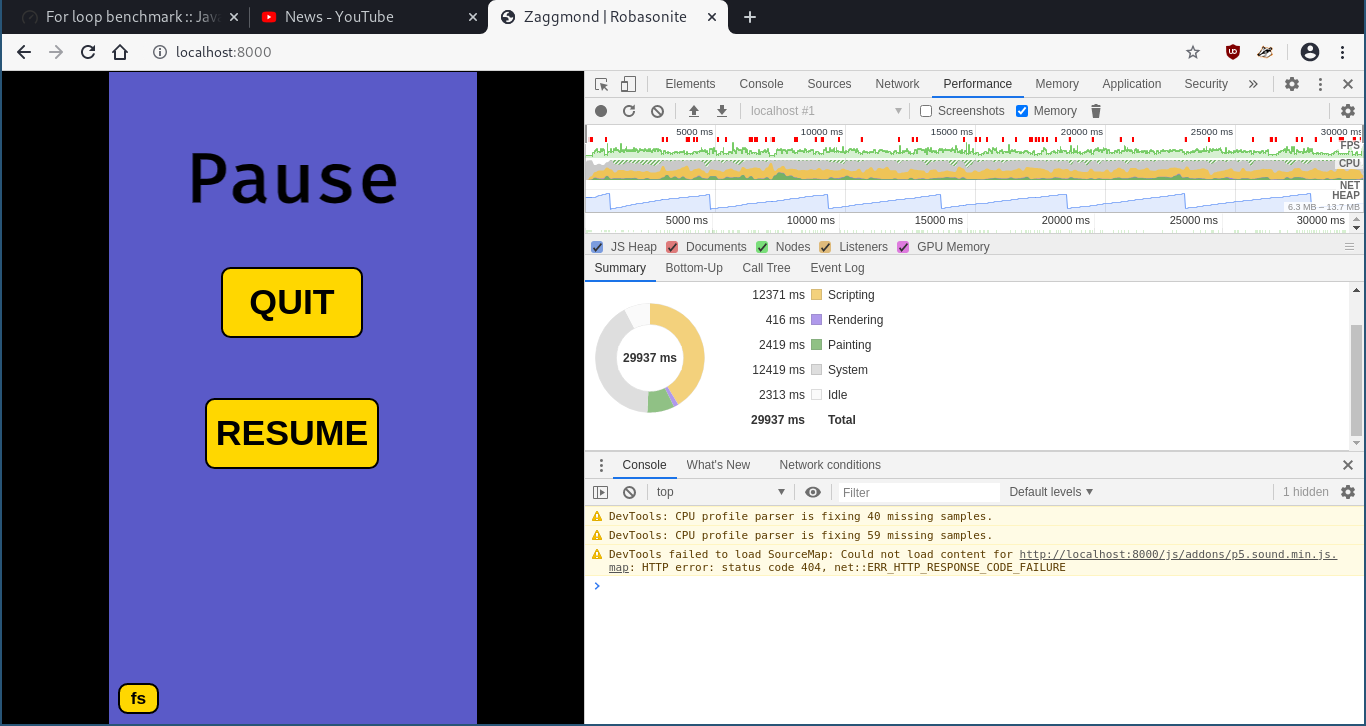 For loop benchmark :: Jav
News - YouTube
Zaggmond | Robasonite
localhost:8000
Pause
QUIT
RESUME
fs
Elements Console Sources Network Performance Memory Application Security
localhost #1 Screenshots Memory
5000 ms 10000 ms 15000 ms 20000 ms 25000 ms 30000 ms
FPS
CPU
NET
HEAP
6.3 MB – 13.7 MB
5000 ms 10000 ms 15000 ms 20000 ms 25000 ms 30000 ms
JS Heap Documents Nodes Listeners GPU Memory
Summary Bottom-Up Call Tree Event Log
29937 ms
12371 ms Scripting
416 ms Rendering
2419 ms Painting
12419 ms System
2313 ms Idle
29937 ms Total
Console What's New Network conditions
top Filter Default levels 1 hidden
DevTools: CPU profile parser is fixing 40 missing samples.
DevTools: CPU profile parser is fixing 59 missing samples.
DevTools failed to load SourceMap: Could not load content for http://localhost:8000/js/addons/p5.sound.min.js.
map: HTTP error: status code 404, net::ERR_HTTP_RESPONSE_CODE_FAILURE